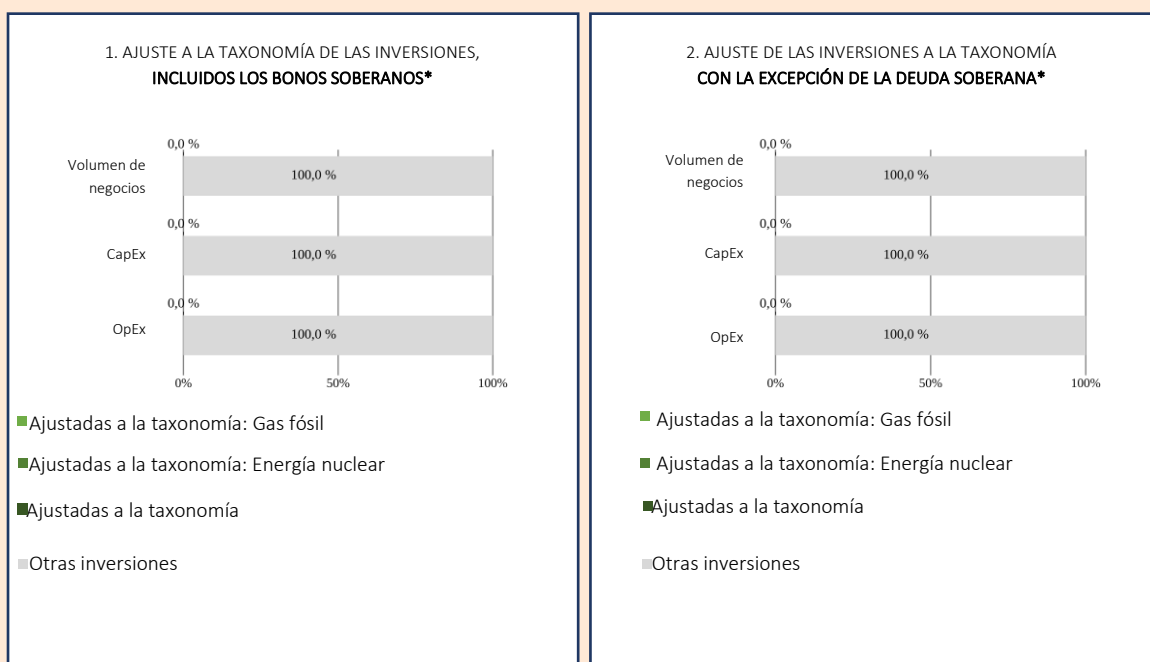 1. AJUSTE A LA TAXONOMÍA DE LAS INVERSIONES,
INCLUIDOS LOS BONOS SOBERANOS*
0,0 %
Volumen de
negocios
100,0 %
0,0 %
CapEx
100,0 %
0,0 %
OpEx
100,0 %
0%
50%
100%
Ajustadas a la taxonomía: Gas fósil
Ajustadas a la taxonomía: Energía nuclear
Ajustadas a la taxonomía
Otras inversiones
2. AJUSTE DE LAS INVERSIONES A LA TAXONOMÍA
CON LA EXCEPCIÓN DE LA DEUDA SOBERANA*
0,0 %
Volumen de
negocios
100,0 %
0,0 %
CapEx
100,0 %
0,0 %
OpEx
100,0 %
0%
50%
100%
Ajustadas a la taxonomía: Gas fósil
Ajustadas a la taxonomía: Energía nuclear
Ajustadas a la taxonomía
Otras inversiones